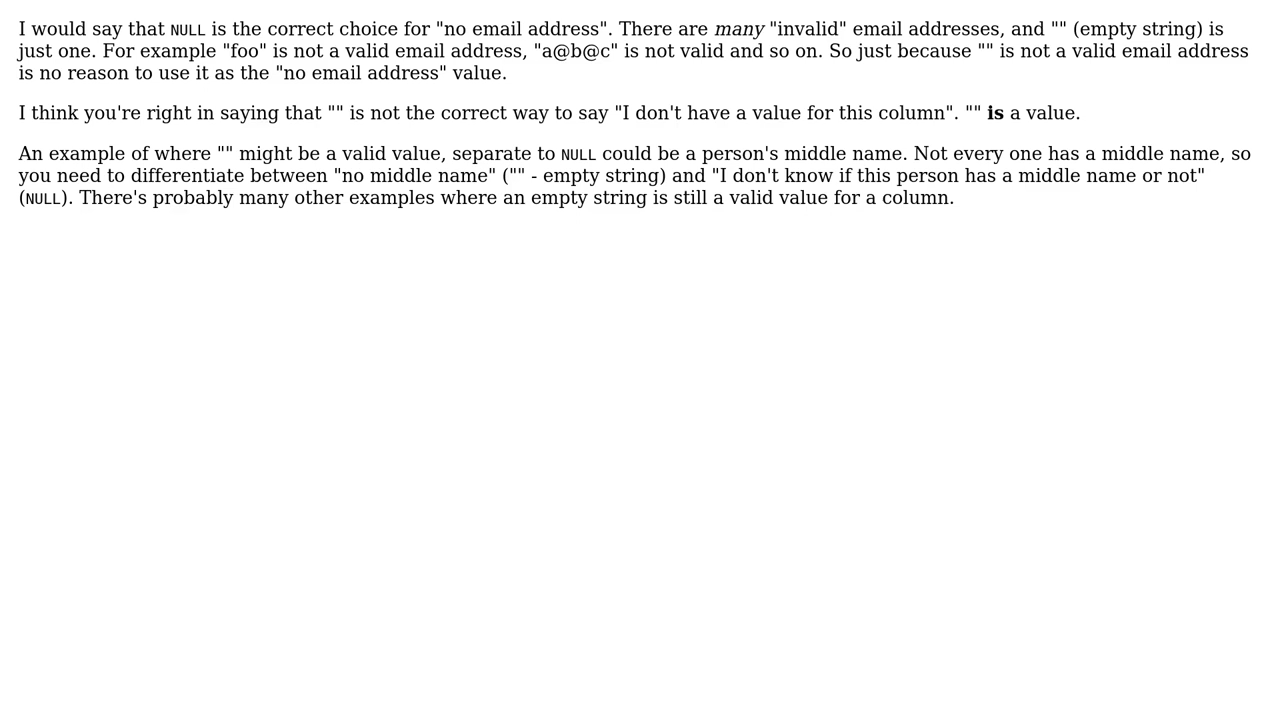 I would say that NULL is the correct choice for "no email address". There are many "invalid" email addresses, and "" (empty string) is
just one. For example "foo" is not a valid email address, "a@b@c" is not valid and so on. So just because "" is not a valid email address
is no reason to use it as the "no email address" value.
I think you're right in saying that "" is not the correct way to say "I don't have a value for this column". "" is a value.
An example of where "" might be a valid value, separate to NULL could be a person's middle name. Not every one has a middle name, so
you need to differentiate between "no middle name" ("" - empty string) and "I don't know if this person has a middle name or not"
(NULL). There's probably many other examples where an empty string is still a valid value for a column.